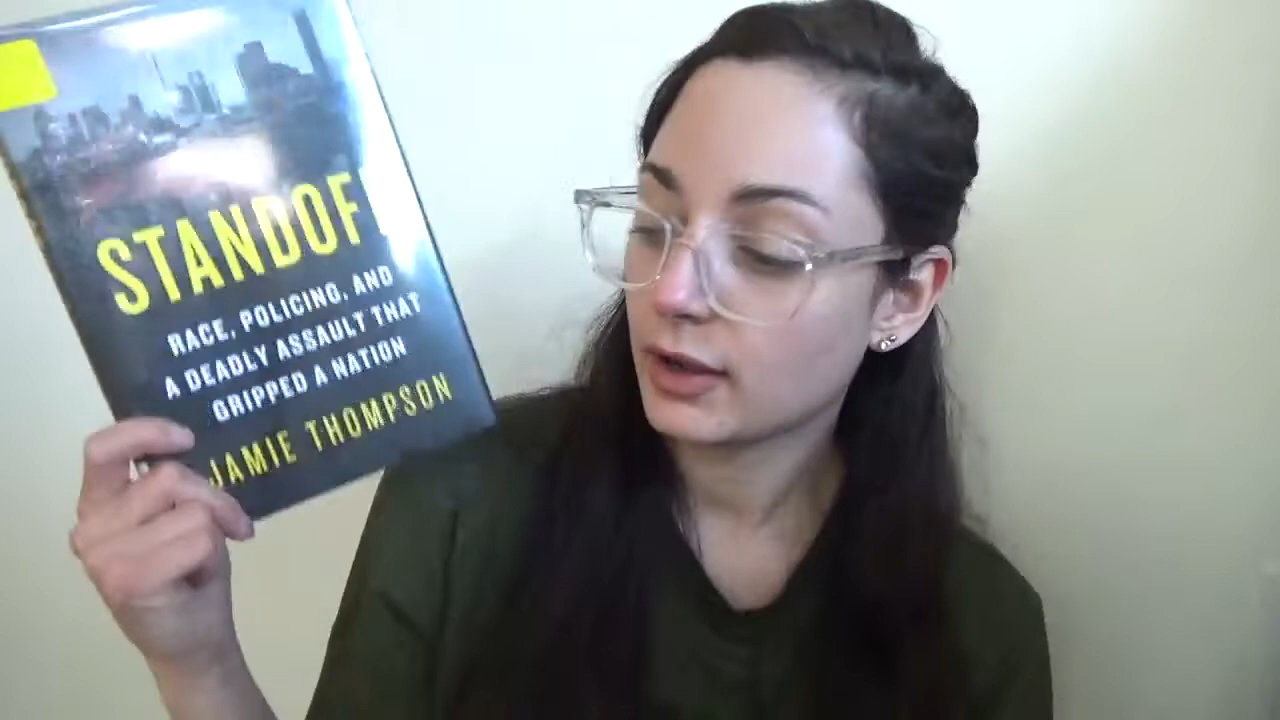 STANDOF
RACE, POLICING, AND
A DEADLY ASSAULT THAT
GRIPPED A NATION
JAMIE THOMPSON